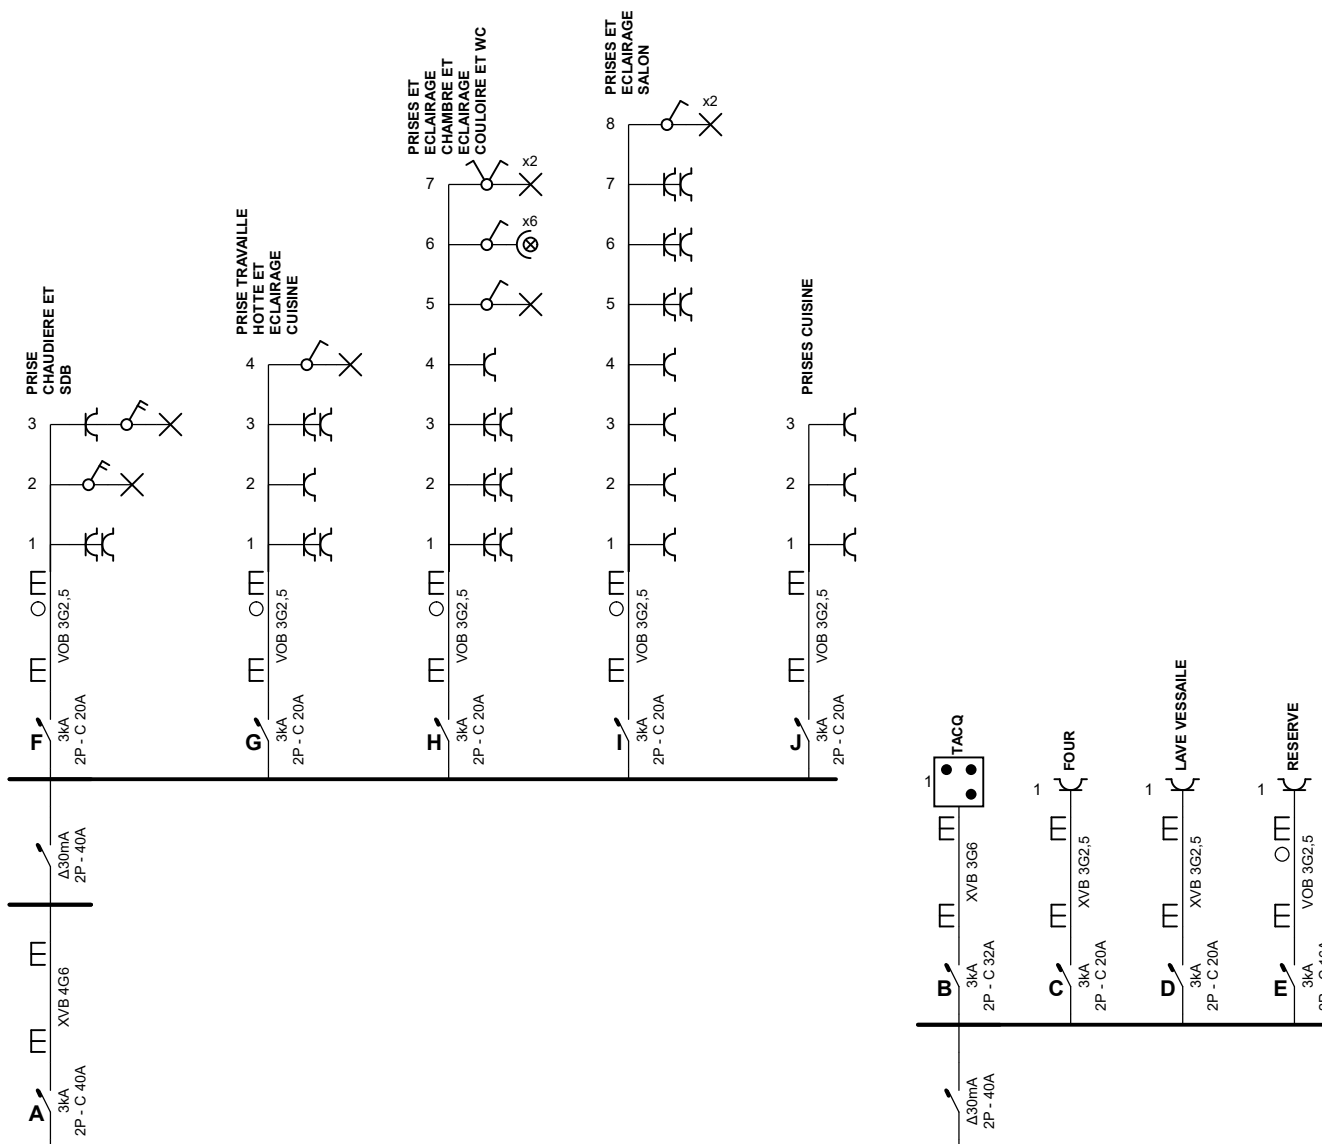 PRISE
CHAUDIERE ET
SDB
3
2
1
VOB 3G2,5
F
3kA
2P - C 20A
PRISE TRAVAILLE
HOTTE ET
ECLAIRAGE
CUISINE
4
3
2
1
VOB 3G2,5
G
3kA
2P - C 20A
PRISES ET
ECLAIRAGE
CHAMBRE ET
ECLAIRAGE
COULOIRE ET WC
7
x2
6
x6
5
4
3
2
1
VOB 3G2,5
H
3kA
2P - C 20A
PRISES ET
ECLAIRAGE
SALON
8
x2
7
6
5
4
3
2
1
VOB 3G2,5
I
3kA
2P - C 20A
PRISES CUISINE
3
2
1
VOB 3G2,5
J
3kA
2P - C 20A
Δ30mA
2P - 40A
XVB 4G6
A
3kA
2P - C 40A
TACQ
1
XVB 3G6
B
3kA
2P - C 32A
FOUR
1
XVB 3G2,5
C
3kA
2P - C 20A
LAVE VESSAILE
1
XVB 3G2,5
D
3kA
2P - C 20A
RESERVE
1
VOB 3G2,5
E
3kA
Δ30mA
2P - 40A